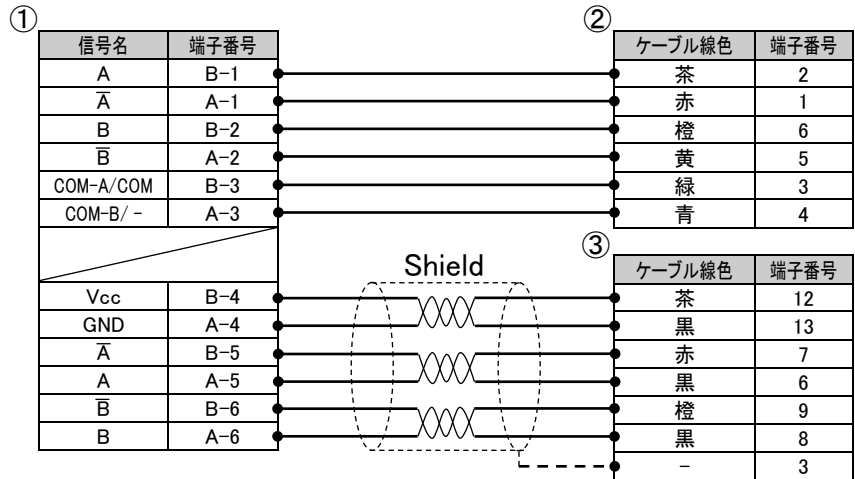 ① ②
信号名 端子番号 ケーブル線色 端子番号
A B-1 茶 2
A̅ A-1 赤 1
B B-2 橙 6
B̅ A-2 黄 5
COM-A/COM B-3 緑 3
COM-B/- A-3 青 4
③
Shield ケーブル線色 端子番号
Vcc B-4 茶 12
GND A-4 黒 13
A̅ B-5 赤 7
A A-5 黒 6
B̅ B-6 橙 9
B A-6 黒 8
- 3